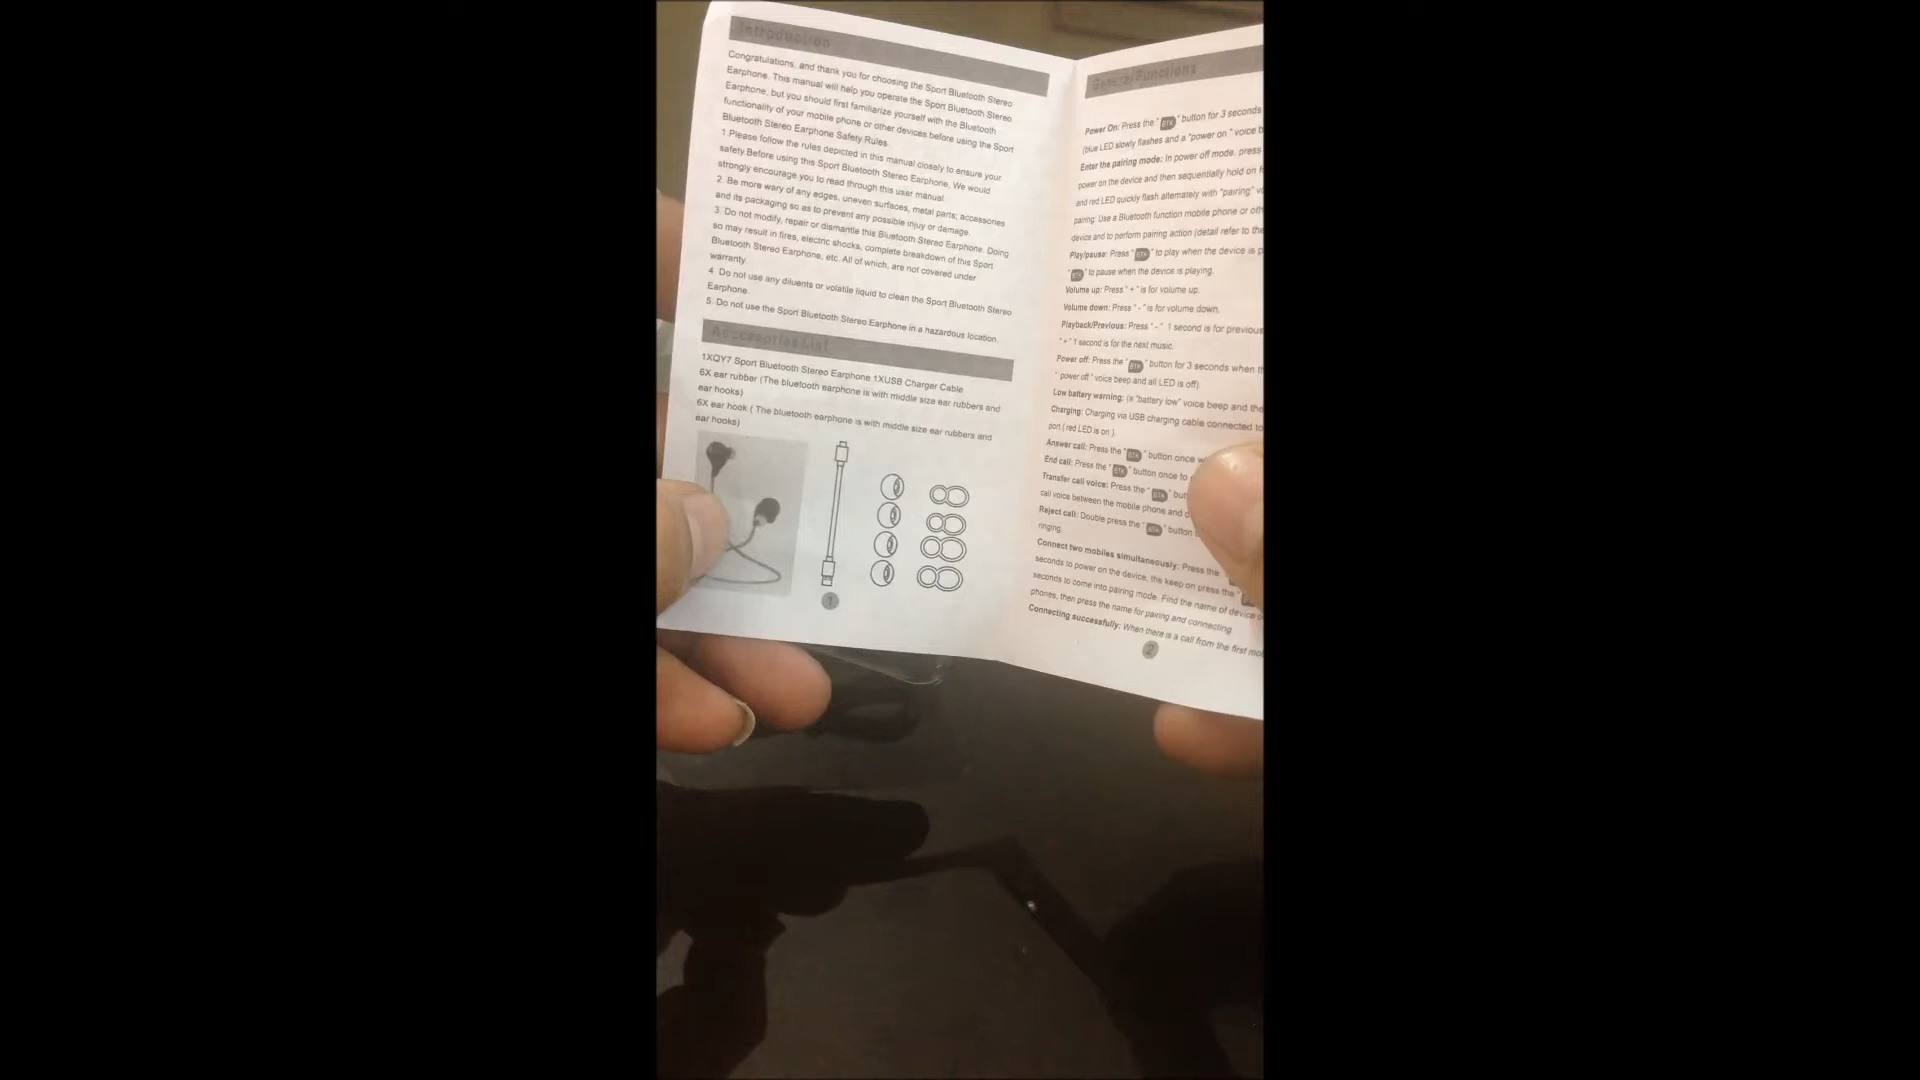 Introduction
Congratulations, and thank you for choosing the Sport Bluetooth Stereo
Earphone. This manual will help you operate the Sport Bluetooth Stereo
Earphone, but you should first familiarize yourself with the Bluetooth
functionality of your mobile phone or other devices before using the Sport
Bluetooth Stereo Earphone Safety Rules.
1.Please follow the rules depicted in this manual closely to ensure your
safety.Before using this Sport Bluetooth Stereo Earphone, We would
strongly encourage you to read through this user manual.
2. Be more wary of any edges, uneven surfaces, metal parts; accessories
and its packaging so as to prevent any possible injuy or damage.
3. Do not modify, repair or dismantle this Bluetooth Stereo Earphone. Doing
so may result in fires, electric shocks, complete breakdown of this Sport
Bluetooth Stereo Earphone, etc. All of which, are not covered under
warranty.
4. Do not use any diluents or volatile liquid to clean the Sport Bluetooth Stereo
Earphone.
5. Do not use the Sport Bluetooth Stereo Earphone in a hazardous location.
Accessories List
1XQY7 Sport Bluetooth Stereo Earphone 1XUSB Charger Cable
6X ear rubber (The bluetooth earphone is with middle size ear rubbers and
ear hooks)
6X ear hook ( The bluetooth earphone is with middle size ear rubbers and
ear hooks)
1
General Functions
Power On: Press the " BTK " button for 3 seconds
(blue LED slowly flashes and a "power on " voice b
Enter the pairing mode: In power off mode, press
power on the device and then sequentially hold on f
and red LED quickly flash alternately with "pairing" v
pairing. Use a Bluetooth function mobile phone or oth
device and to perform pairing action (detail refer to the
Play/pause: Press " BTK " to play when the device is p
" BTK " to pause when the device is playing.
Volume up: Press " + " is for volume up.
Volume down: Press " - " is for volume down.
Playback/Previous: Press " - " 1 second is for previous
" + " 1 second is for the next music.
Power off: Press the " BTK " button for 3 seconds when t
" power off " voice beep and all LED is off).
Low battery warning: (a "battery low" voice beep and the
Charging: Charging via USB charging cable connected to
port ( red LED is on ).
Answer call: Press the " BTK " button once w
End call: Press the " BTK " button once to
Transfer call voice: Press the " BTK " but
call voice between the mobile phone and d
Reject call: Double press the " BTK " button
ringing.
Connect two mobiles simultaneously: Press the
seconds to power on the device, the keep on press the "
seconds to come into pairing mode. Find the name of device o
phones, then press the name for pairing and connecting
Connecting successfully: When there is a call from the first mo
2